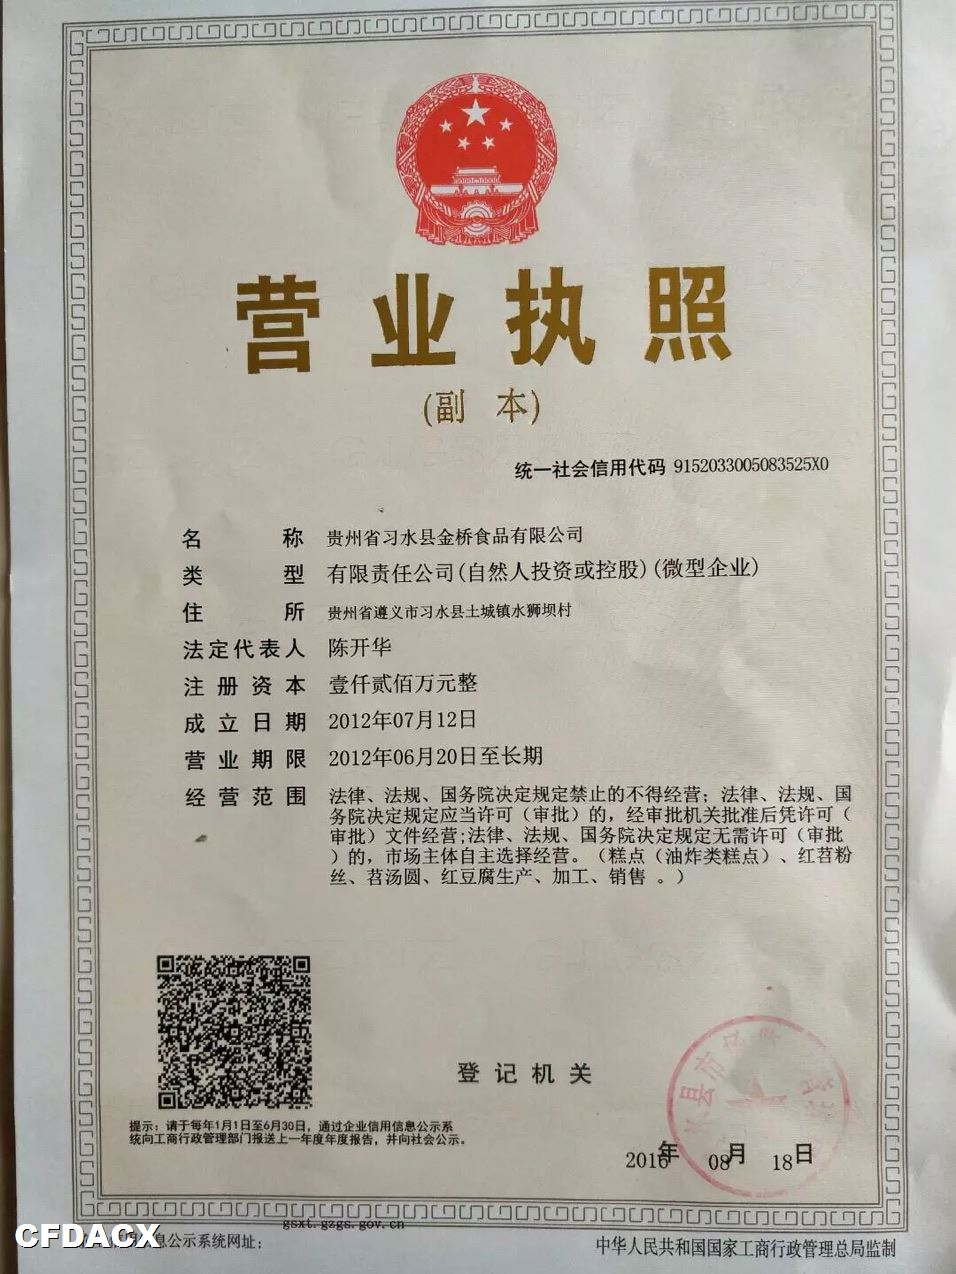 营业执照
(副 本)
统一社会信用代码 9152033005083525X0
名 称 贵州省习水县金桥食品有限公司
类 型 有限责任公司(自然人投资或控股)(微型企业)
住 所 贵州省遵义市习水县土城镇水狮坝村
法定代表人 陈开华
注册资本 壹仟贰佰万元整
成立日期 2012年07月12日
营业期限 2012年06月20日至长期
经营范围 法律、法规、国务院决定规定禁止的不得经营；法律、法规、国
务院决定规定应当许可（审批）的，经审批机关批准后凭许可（
审批）文件经营;法律、法规、国务院决定规定无需许可（审批
）的，市场主体自主选择经营。（糕点（油炸类糕点）、红苕粉
丝、苕汤圆、红豆腐生产、加工、销售 。）
登记机关
提示：请于每年1月1日至6月30日，通过企业信用信息公示系
统向工商行政管理部门报送上一年度年度报告，并向社会公示。
2016年 08月 18日
gsxt.gzgs.gov.cn
息公示系统网址：
中华人民共和国国家工商行政管理总局监制
CFDACX